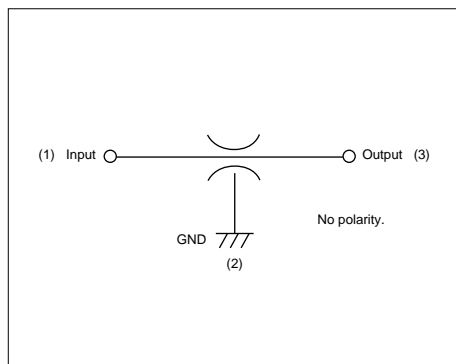 (1) Input Output (3)
No polarity.
GND
(2)